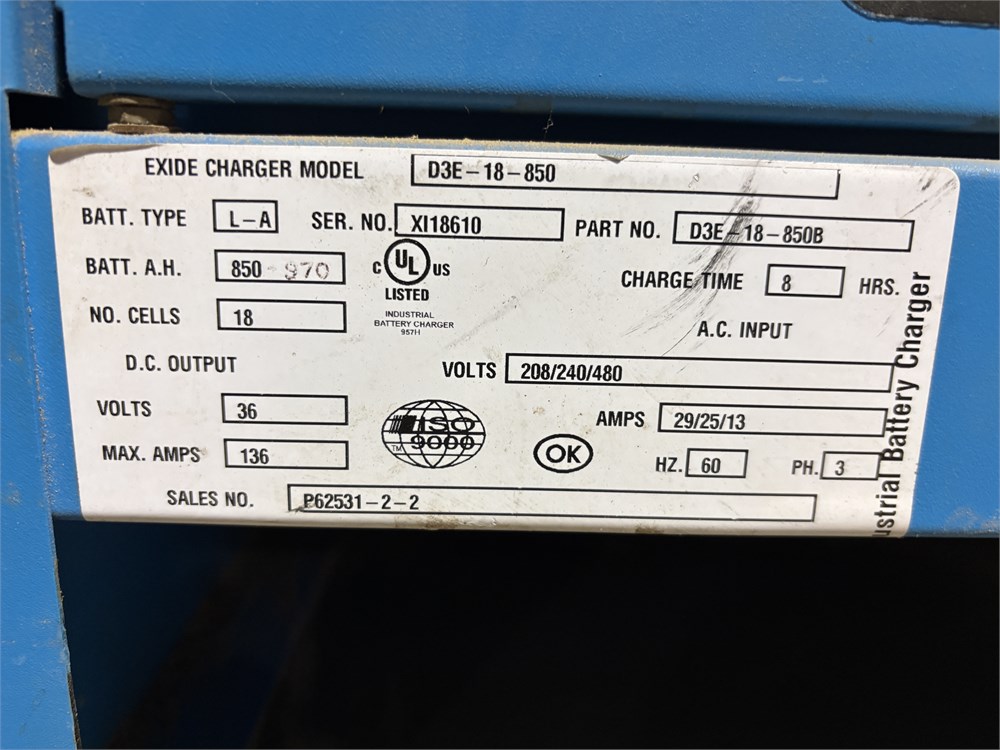 EXIDE CHARGER MODEL D3E-18-850
BATT. TYPE L-A SER. NO. XI18610 PART NO. D3E-18-850B
BATT. A.H. 850-970 C UL US LISTED CHARGE TIME 8 HRS.
INDUSTRIAL
BATTERY CHARGER
957H
NO. CELLS 18 A.C. INPUT
D.C. OUTPUT VOLTS 208/240/480
VOLTS 36 AMPS 29/25/13
ISO
9000
TM
OK
MAX. AMPS 136 HZ. 60 PH. 3
SALES NO. P62531-2-2
ustrial Battery Charger